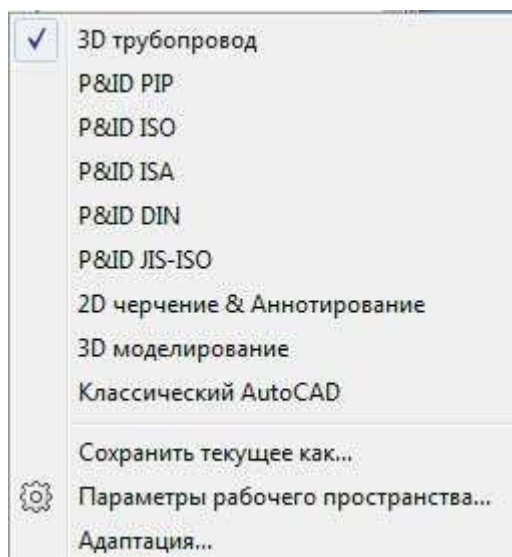 3D трубопровод
P&ID PIP
P&ID ISO
P&ID ISA
P&ID DIN
P&ID JIS-ISO
2D черчение & Аннотирование
3D моделирование
Классический AutoCAD
Сохранить текущее как...
Параметры рабочего пространства...
Адаптация...